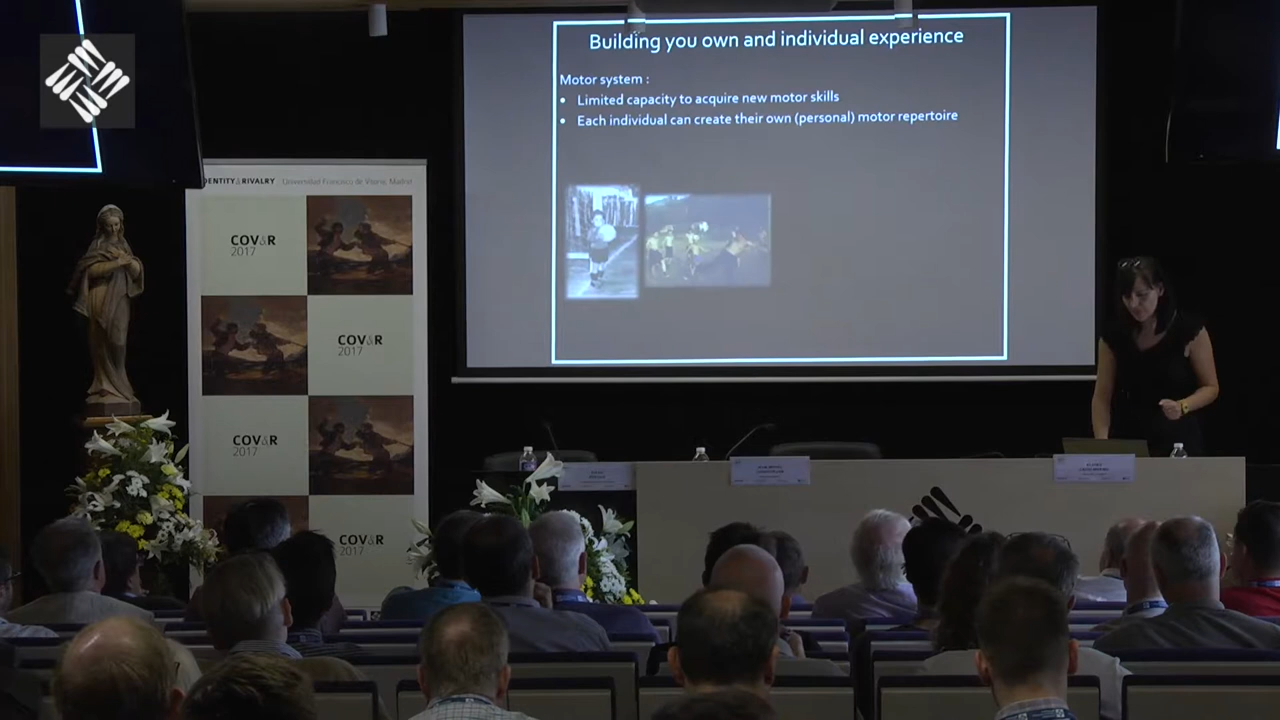 Building you own and individual experience
Motor system :
• Limited capacity to acquire new motor skills
• Each individual can create their own (personal) motor repertoire
IDENTITY&RIVALRY Universidad Francisco de Vitoria, Madrid
COV&R
2017
COV&R
2017
COV&R
2017
COV&R
2017